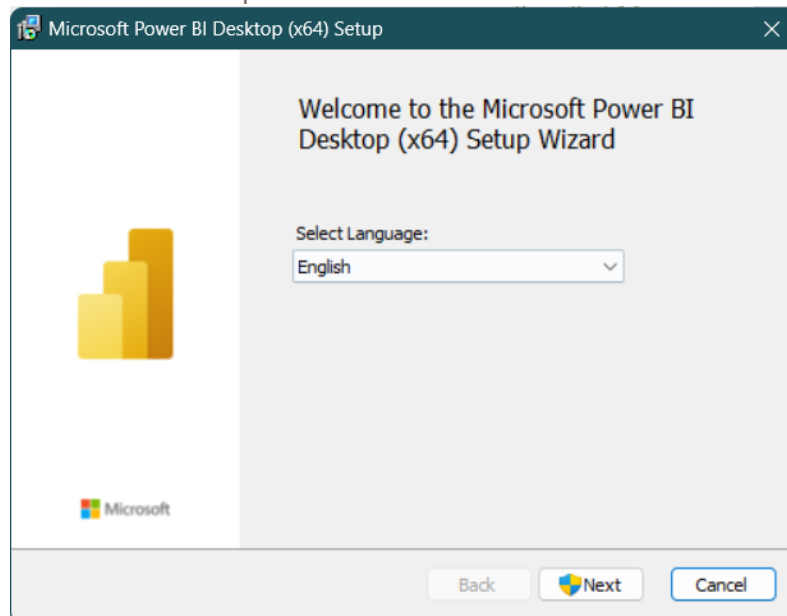 Microsoft Power BI Desktop (x64) Setup
Welcome to the Microsoft Power BI
Desktop (x64) Setup Wizard
Select Language:
English
Microsoft
Back
Next
Cancel